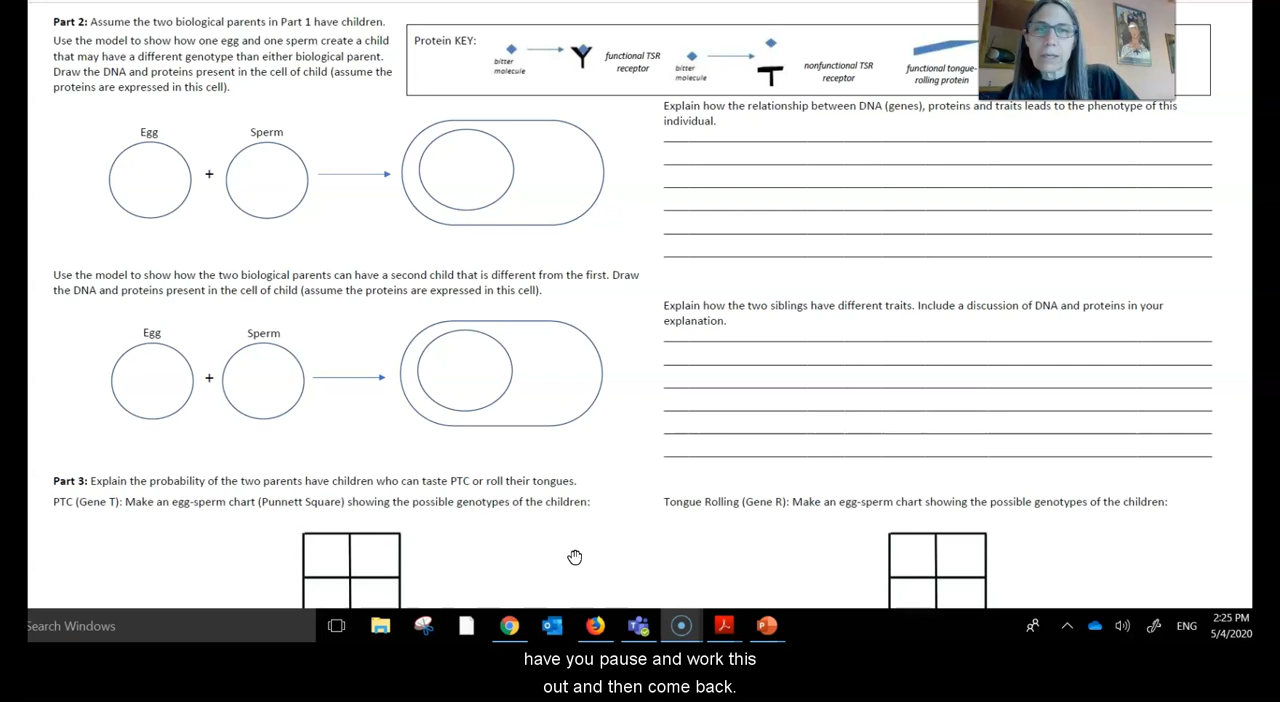 Part 2: Assume the two biological parents in Part 1 have children.
Use the model to show how one egg and one sperm create a child
that may have a different genotype than either biological parent.
Draw the DNA and proteins present in the cell of child (assume the
proteins are expressed in this cell).
Protein KEY:
bitter
molecule
functional TSR
receptor
bitter
molecule
nonfunctional TSR
receptor
functional tongue-
rolling protein
Egg
+
Sperm
Explain how the relationship between DNA (genes), proteins and traits leads to the phenotype of this
individual.
Use the model to show how the two biological parents can have a second child that is different from the first. Draw
the DNA and proteins present in the cell of child (assume the proteins are expressed in this cell).
Egg
+
Sperm
Explain how the two siblings have different traits. Include a discussion of DNA and proteins in your
explanation.
Part 3: Explain the probability of the two parents have children who can taste PTC or roll their tongues.
PTC (Gene T): Make an egg-sperm chart (Punnett Square) showing the possible genotypes of the children:
Tongue Rolling (Gene R): Make an egg-sperm chart showing the possible genotypes of the children:
Search Windows
ENG
2:25 PM
5/4/2020
have you pause and work this
out and then come back.